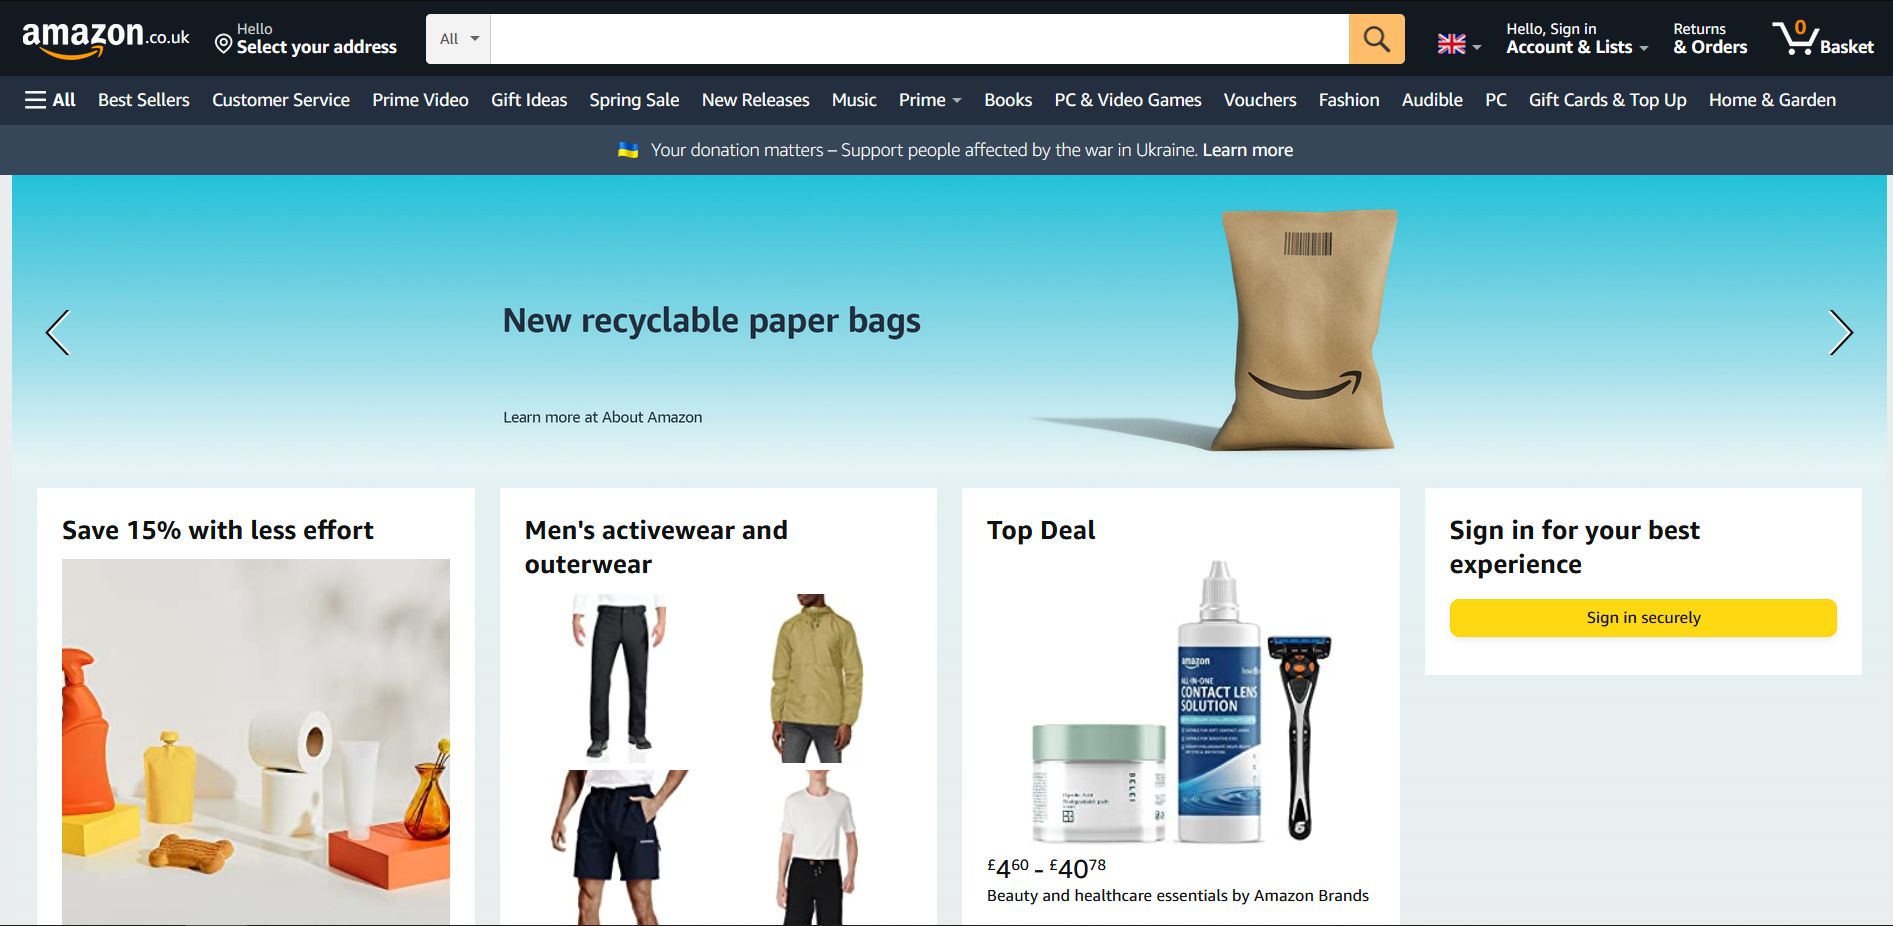 amazon.co.uk
Hello
Select your address
All
Hello, Sign in
Account & Lists
Returns
& Orders
0
Basket
All Best Sellers Customer Service Prime Video Gift Ideas Spring Sale New Releases Music Prime Books PC & Video Games Vouchers Fashion Audible PC Gift Cards & Top Up Home & Garden
Your donation matters – Support people affected by the war in Ukraine. Learn more
New recyclable paper bags
Learn more at About Amazon
Save 15% with less effort
Men's activewear and
outerwear
Top Deal
amazon
ALL-IN-ONE
CONTACT LENS
SOLUTION
BELEI
£4.60 - £40.78
Beauty and healthcare essentials by Amazon Brands
Sign in for your best
experience
Sign in securely